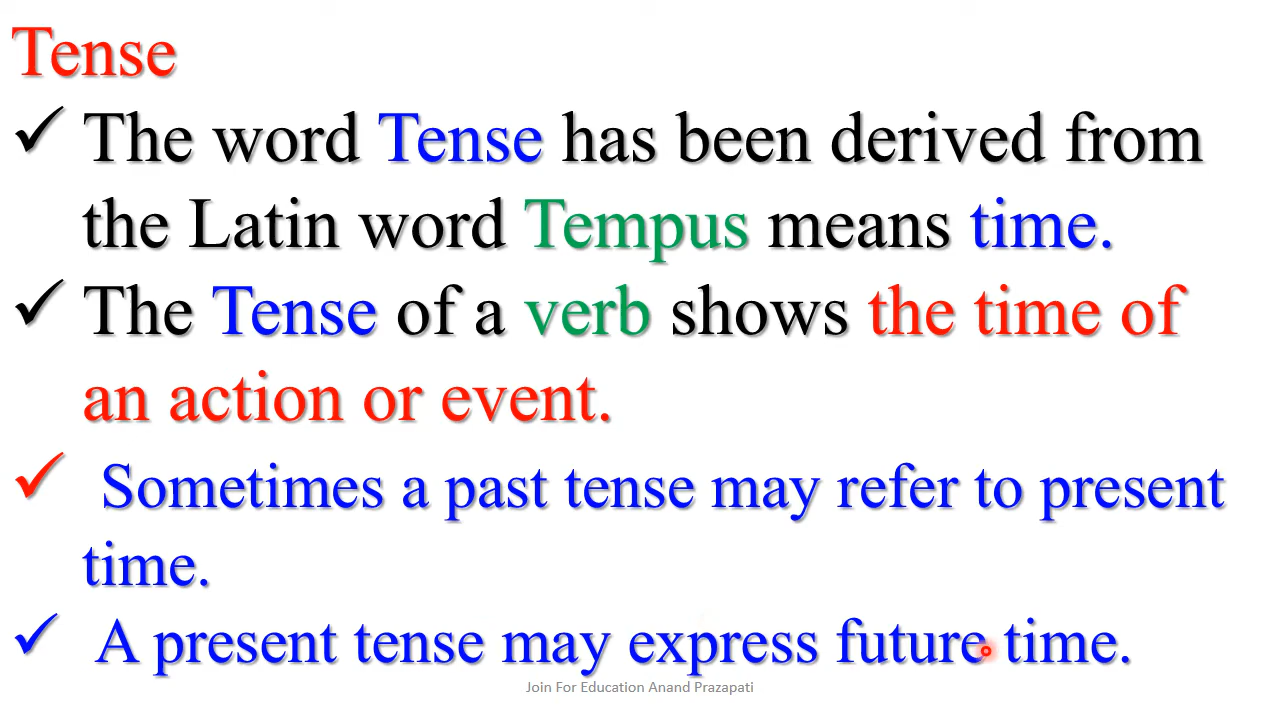 Tense
✓ The word Tense has been derived from
the Latin word Tempus means time.
✓ The Tense of a verb shows the time of
an action or event.
✓ Sometimes a past tense may refer to present
time.
✓ A present tense may express future time.
Join For Education Anand Prazapati